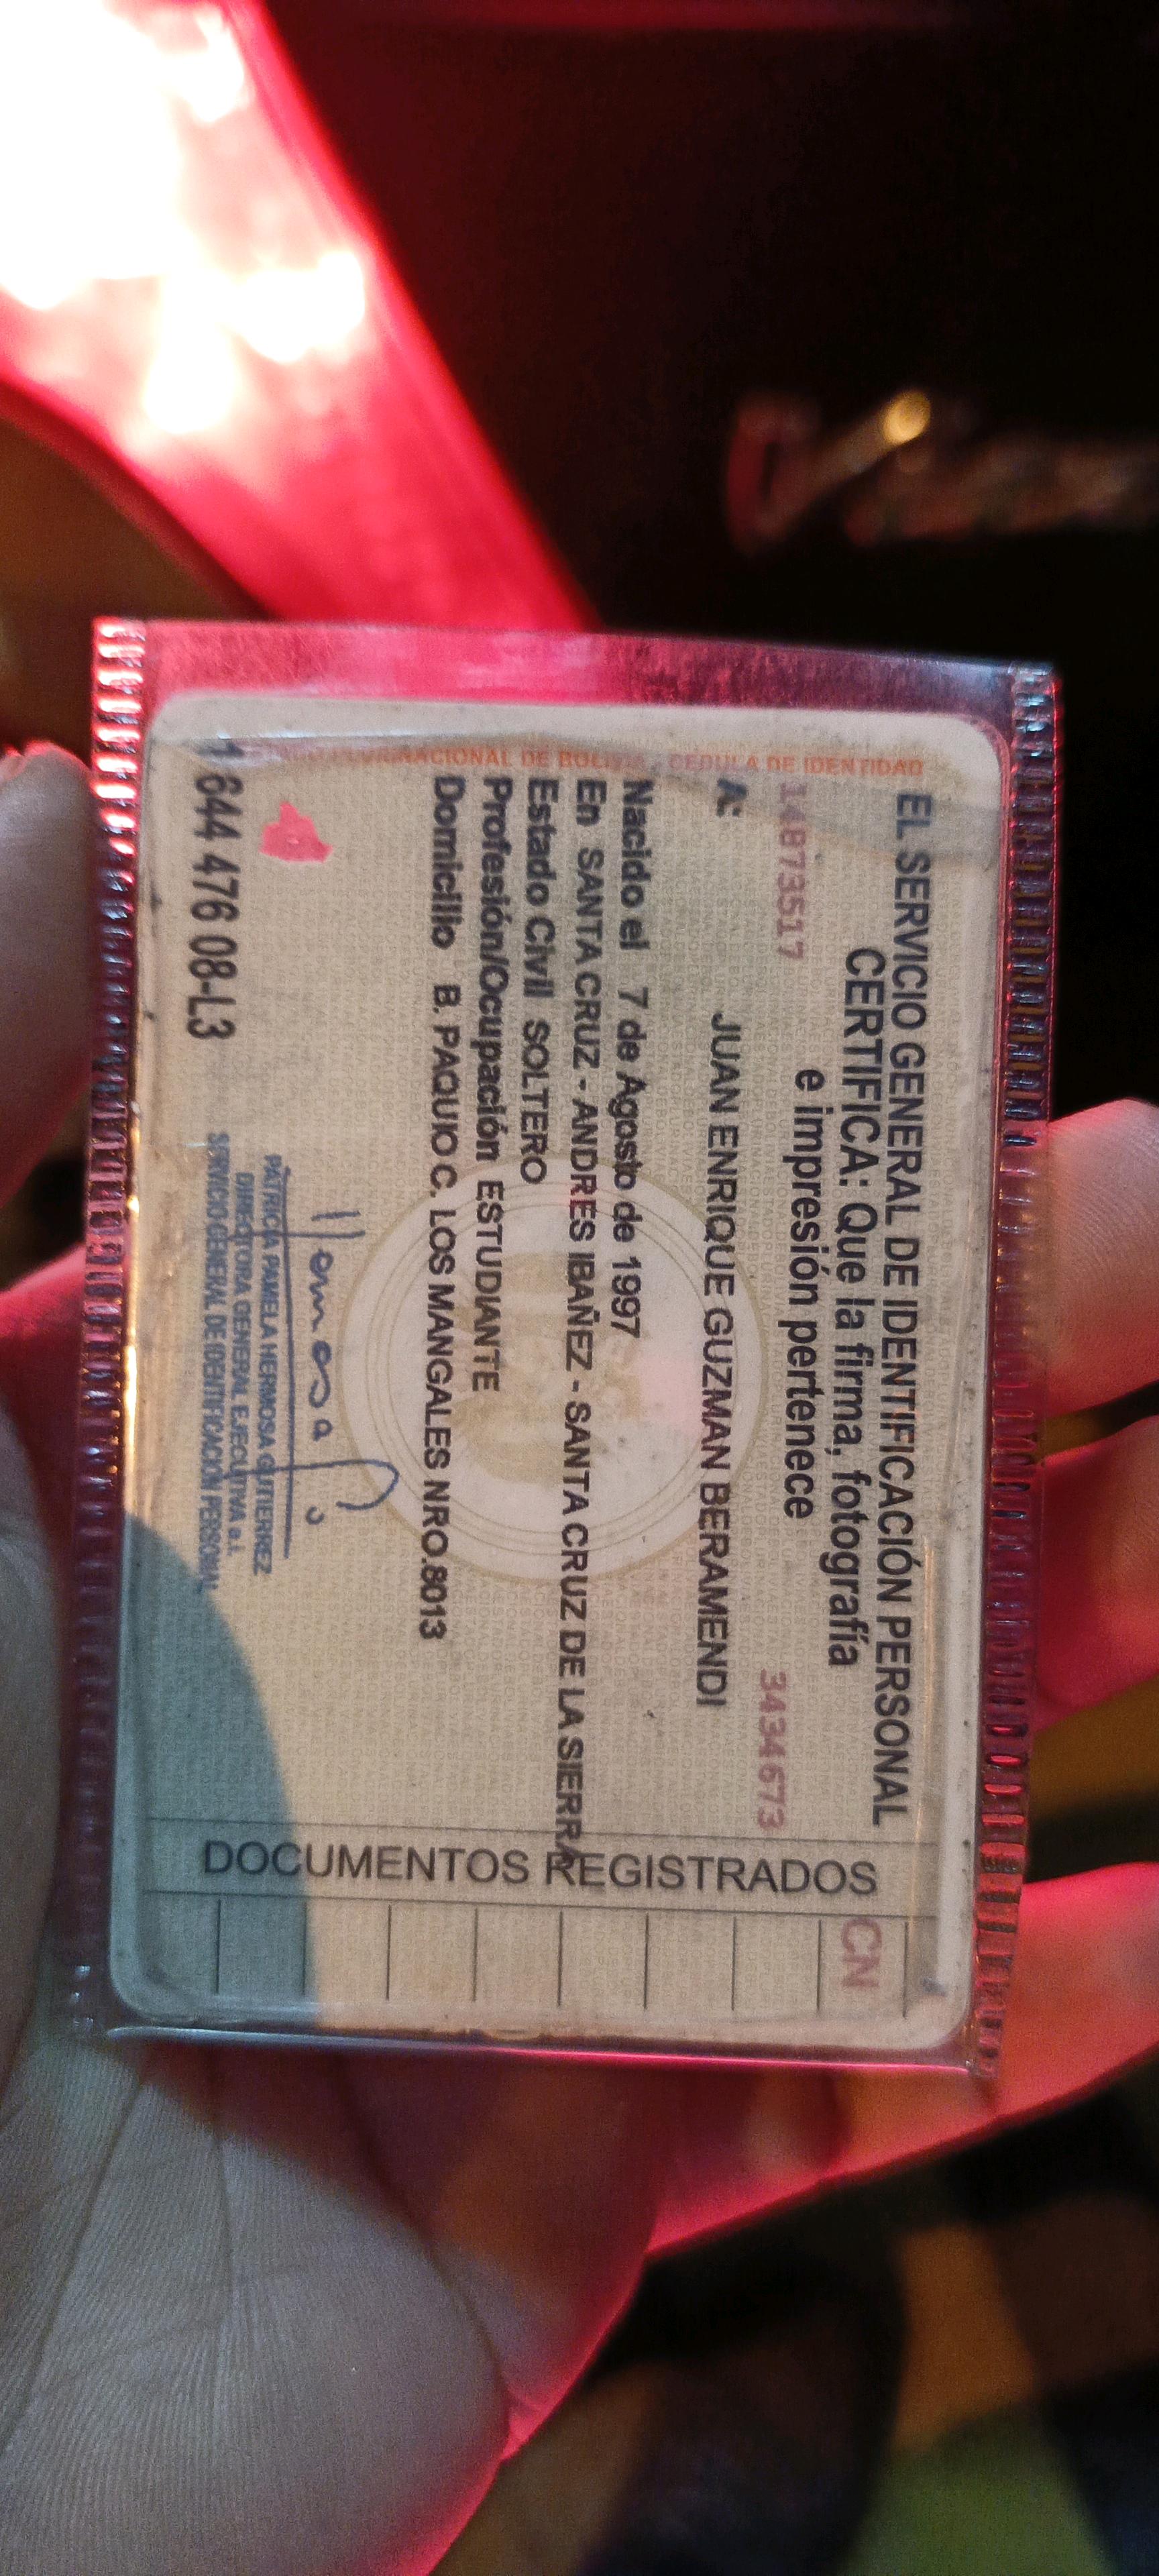 EL SERVICIO GENERAL DE IDENTIFICACIÓN PERSONAL
CERTIFICA: Que la firma, fotografía
e impresión pertenece
14873517
3434673
A: JUAN ENRIQUE GUZMAN BERAMENDI
Nacido el 7 de Agosto de 1997
En SANTA CRUZ - ANDRES IBAÑEZ - SANTA CRUZ DE LA SIERRA
Estado Civil SOLTERO
Profesión/Ocupación ESTUDIANTE
Domicilio B. PAQUIO C. LOS MANGALES NRO.8013
PATRICIA PAMELA HERMOSA GUTIERREZ
DIRECTORA GENERAL EJECUTIVA a.i.
SERVICIO GENERAL DE IDENTIFICACIÓN PERSONAL
644 476 08-L3
DE BOLIVIA - CEDULA DE IDENTIDAD
DOCUMENTOS REGISTRADOS
CN